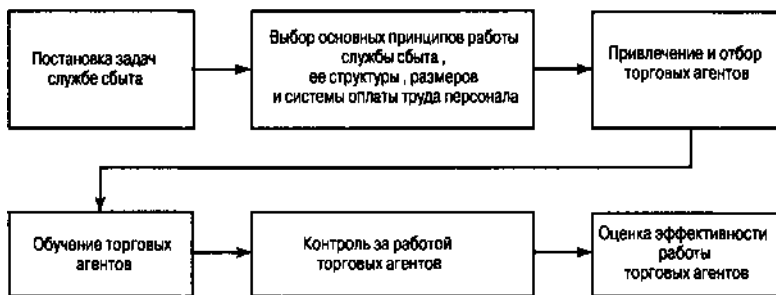 Постановка задач
службе сбыта
Выбор основных принципов работы
службы сбыта ,
ее структуры , размеров
и системы оплаты труда персонала
Привлечение и отбор
торговых агентов
Обучение торговых
агентов
Контроль за работой
торговых агентов
Оценка эффективности
работы
торговых агентов